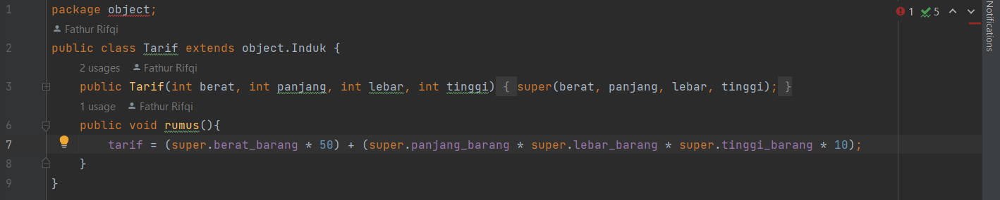 1 package object;
1 5
Fathur Rifqi
2 public class Tarif extends object.Induk {
2 usages Fathur Rifqi
3 public Tarif(int berat, int panjang, int lebar, int tinggi) { super(berat, panjang, lebar, tinggi); }
1 usage Fathur Rifqi
6 public void rumus(){
7 tarif = (super.berat_barang * 50) + (super.panjang_barang * super.lebar_barang * super.tinggi_barang * 10);
8 }
9 }
Notifications